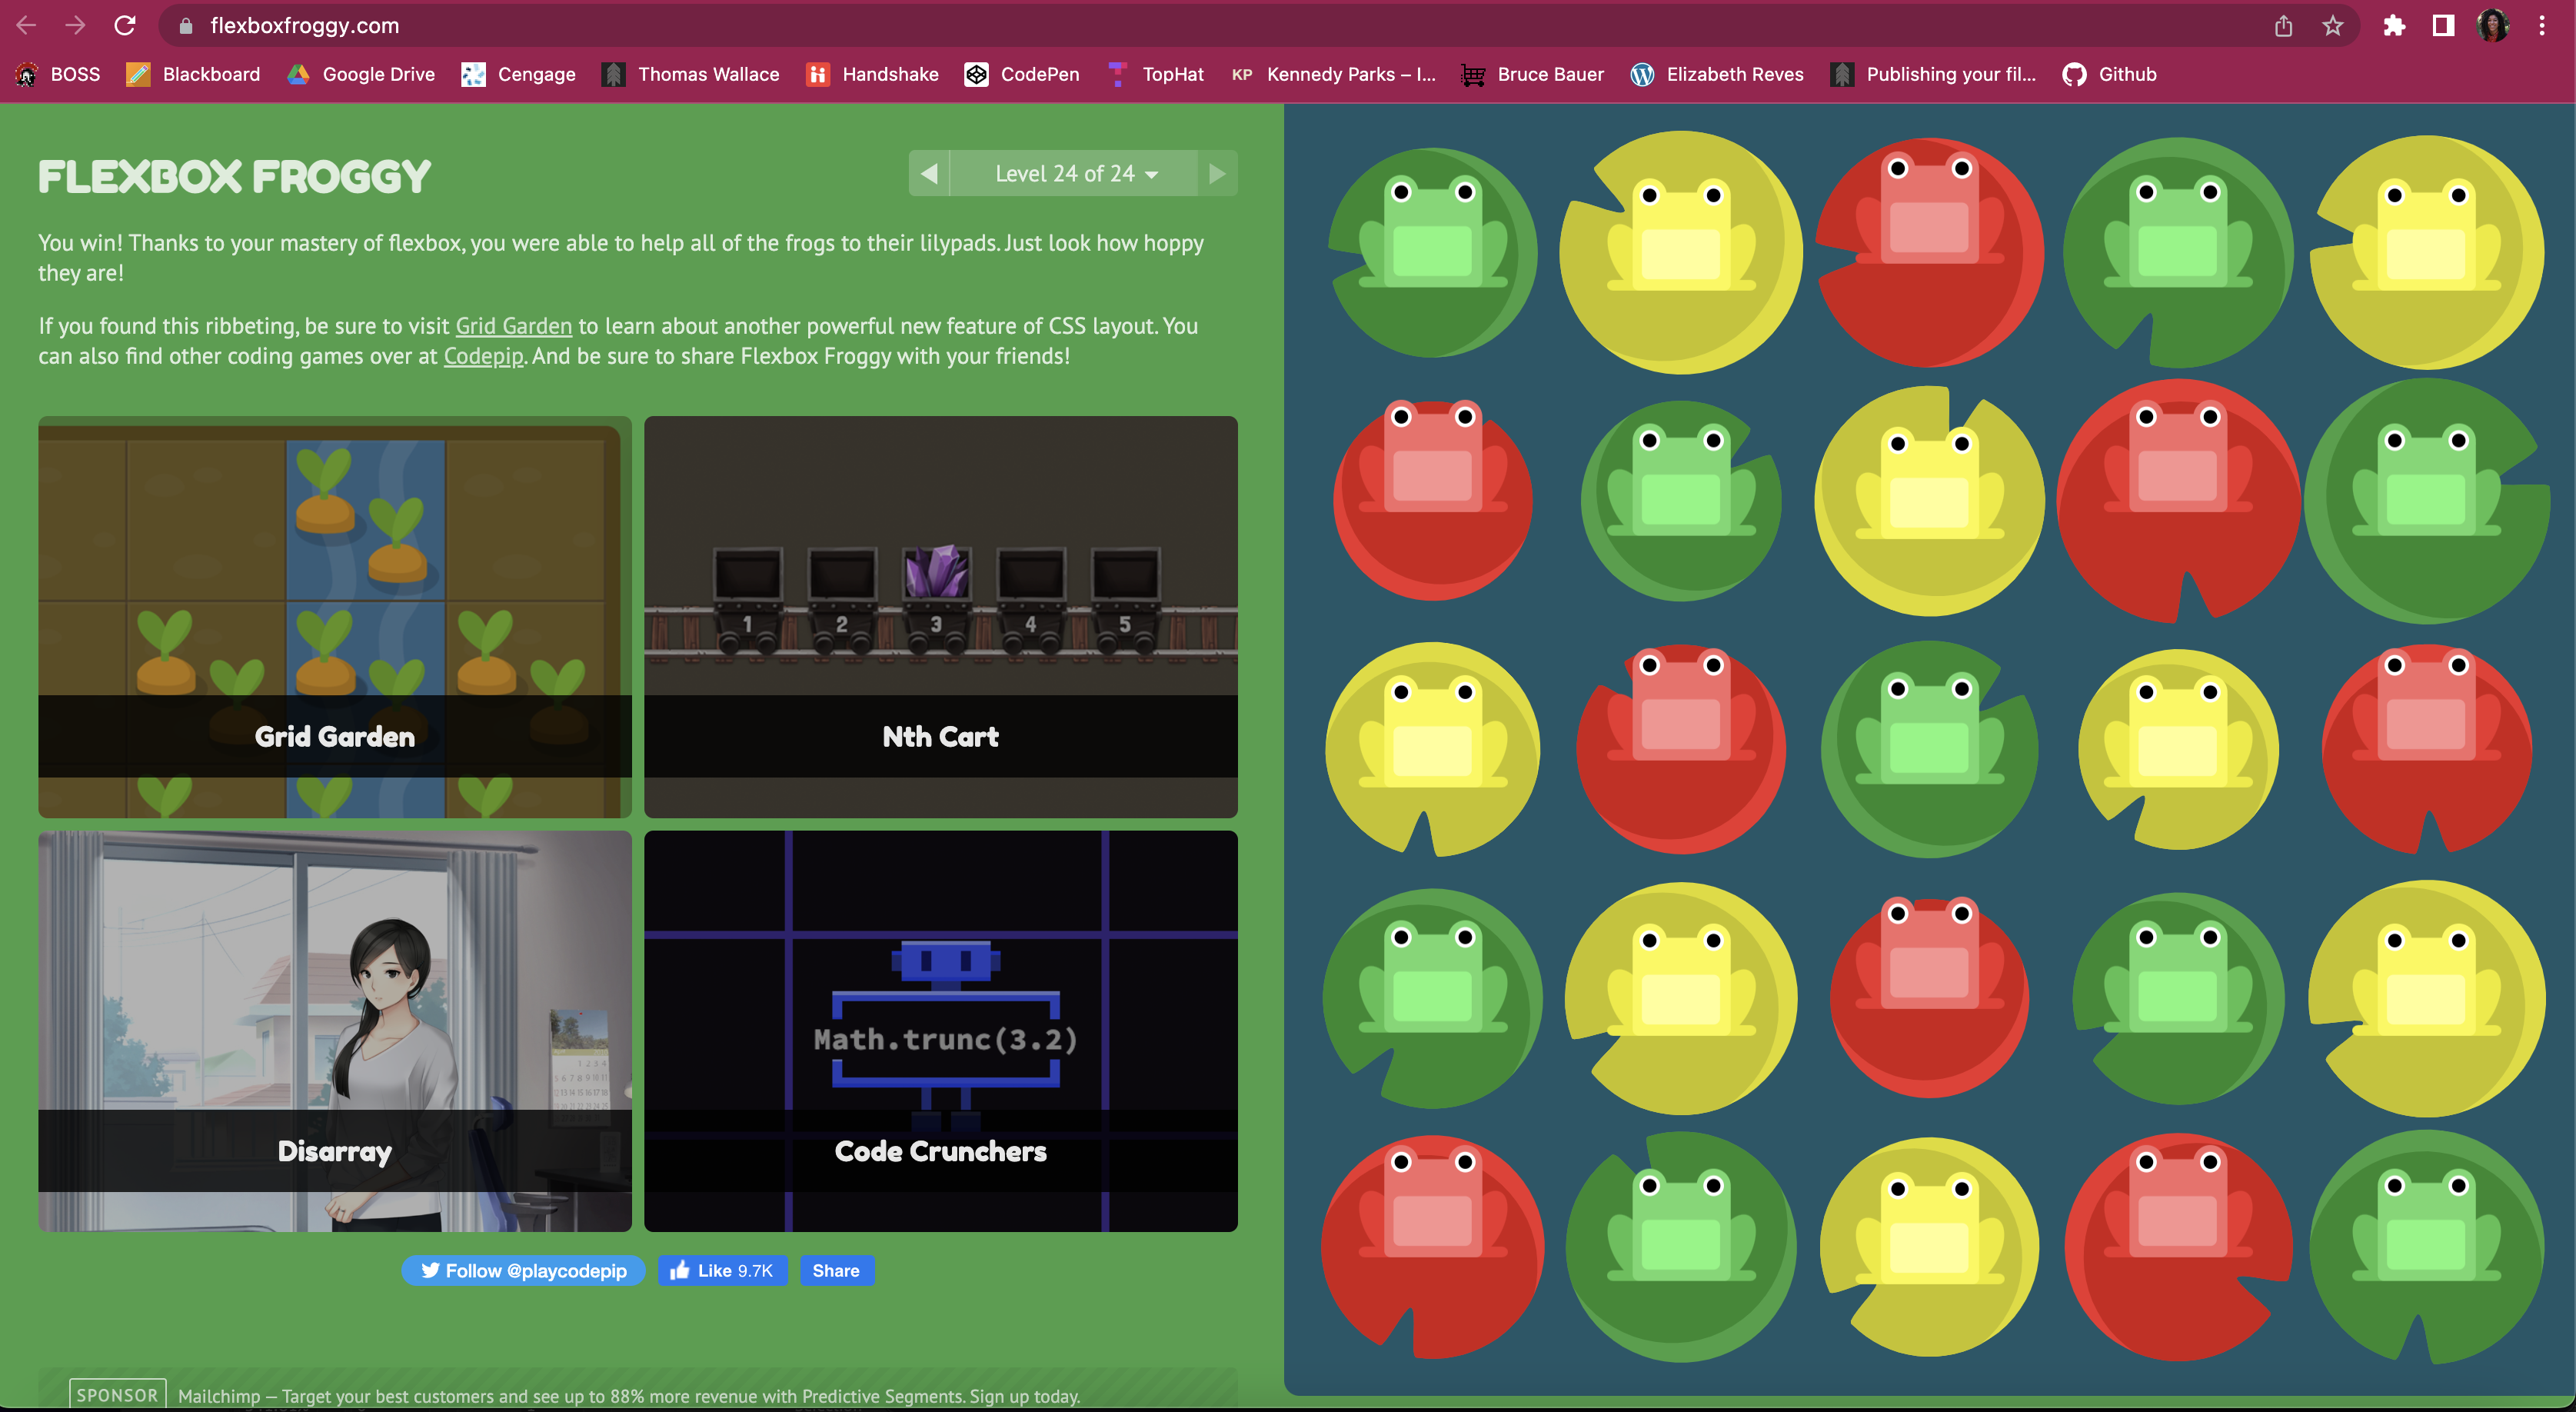 flexboxfroggy.com
BOSS Blackboard Google Drive Cengage Thomas Wallace Handshake CodePen TopHat KP Kennedy Parks – I... Bruce Bauer Elizabeth Reves Publishing your fil... Github
FLEXBOX FROGGY
Level 24 of 24
You win! Thanks to your mastery of flexbox, you were able to help all of the frogs to their lilypads. Just look how hoppy
they are!
If you found this ribbeting, be sure to visit Grid Garden to learn about another powerful new feature of CSS layout. You
can also find other coding games over at Codepip. And be sure to share Flexbox Froggy with your friends!
1 2 3 4 5
Grid Garden
Nth Cart
Math.trunc(3.2)
Disarray
Code Crunchers
Follow @playcodepip Like 9.7K Share
SPONSOR Mailchimp — Target your best customers and see up to 88% more revenue with Predictive Segments. Sign up today.